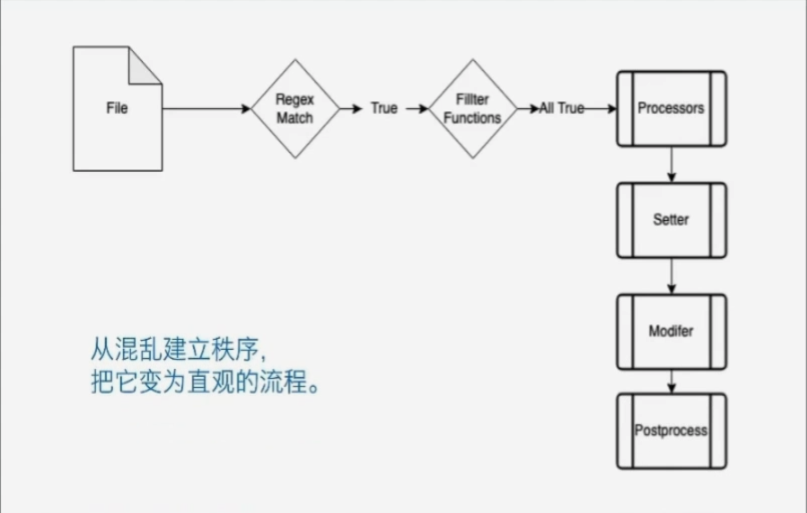 File
Regex
Match
True
Fillter
Functions
All True
Processors
Setter
Modifer
Postprocess
从混乱建立秩序,
把它变为直观的流程。